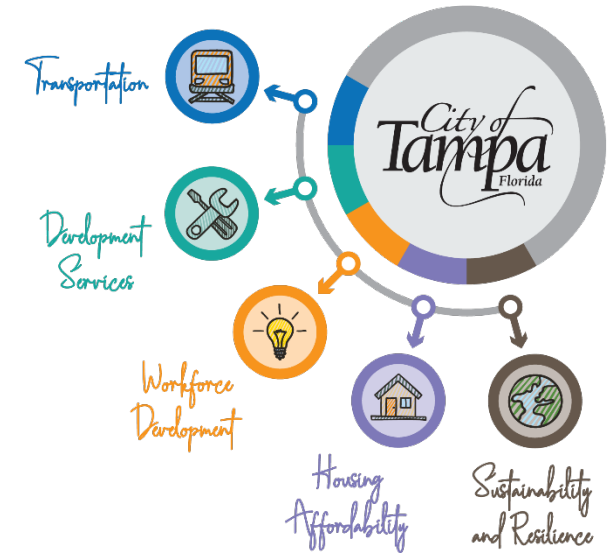 Transportation
City of
Tampa
Florida
Development
Services
Workforce
Development
Housing
Affordability
Sustainability
and Resilience